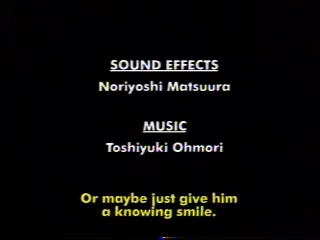 SOUND EFFECTS
Noriyoshi Matsuura
MUSIC
Toshiyuki Ohmori
Or maybe just give him
a knowing smile.